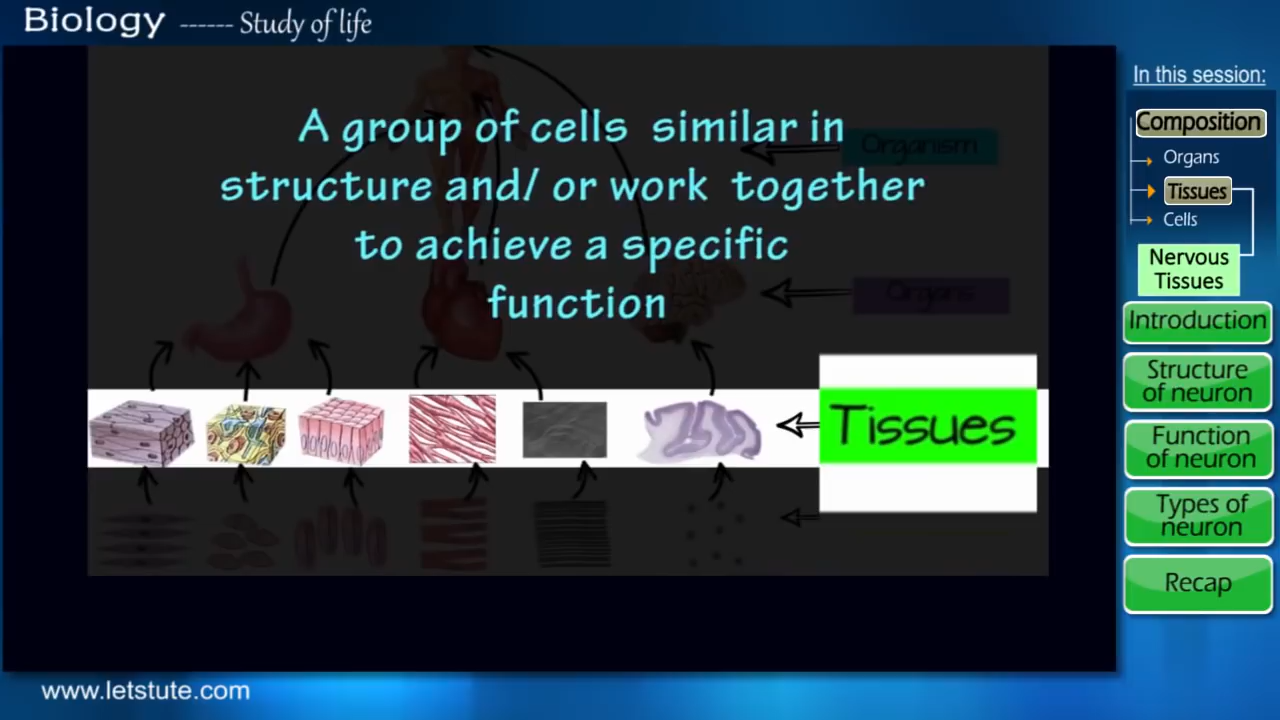 Biology ------ Study of life
A group of cells similar in
structure and/ or work together
to achieve a specific
function
Organism
Organs
Tissues
In this session:
Composition
Organs
Tissues
Cells
Nervous
Tissues
Introduction
Structure
of neuron
Function
of neuron
Types of
neuron
Recap
www.letstute.com